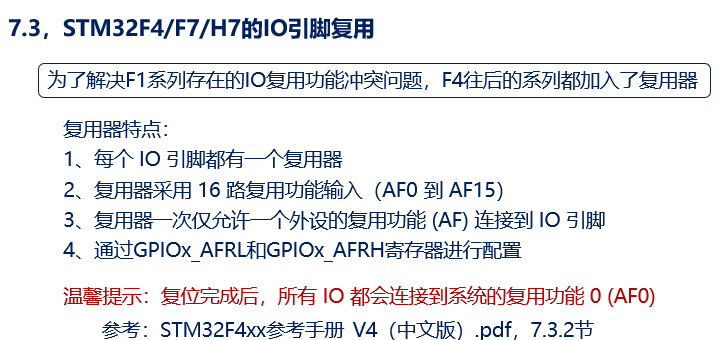 7.3，STM32F4/F7/H7的IO引脚复用
为了解决F1系列存在的IO复用功能冲突问题，F4往后的系列都加入了复用器
复用器特点：
1、每个 IO 引脚都有一个复用器
2、复用器采用 16 路复用功能输入（AF0 到 AF15）
3、复用器一次仅允许一个外设的复用功能 (AF) 连接到 IO 引脚
4、通过GPIOx_AFRL和GPIOx_AFRH寄存器进行配置
温馨提示：复位完成后，所有 IO 都会连接到系统的复用功能 0 (AF0)
参考：STM32F4xx参考手册 V4（中文版）.pdf，7.3.2节